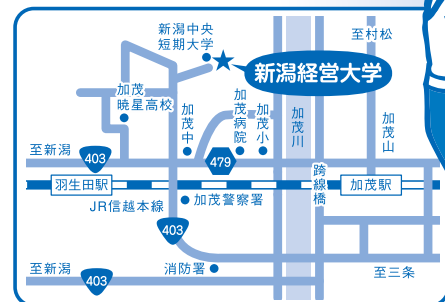 新潟中央
短期大学
至村松
新潟経営大学
加茂
暁星高校
加茂中
加茂病院
加茂小
加茂川
加茂山
至新潟
403
479
跨線橋
羽生田駅
加茂駅
JR信越本線
加茂警察署
403
至新潟
403
消防署
至三条